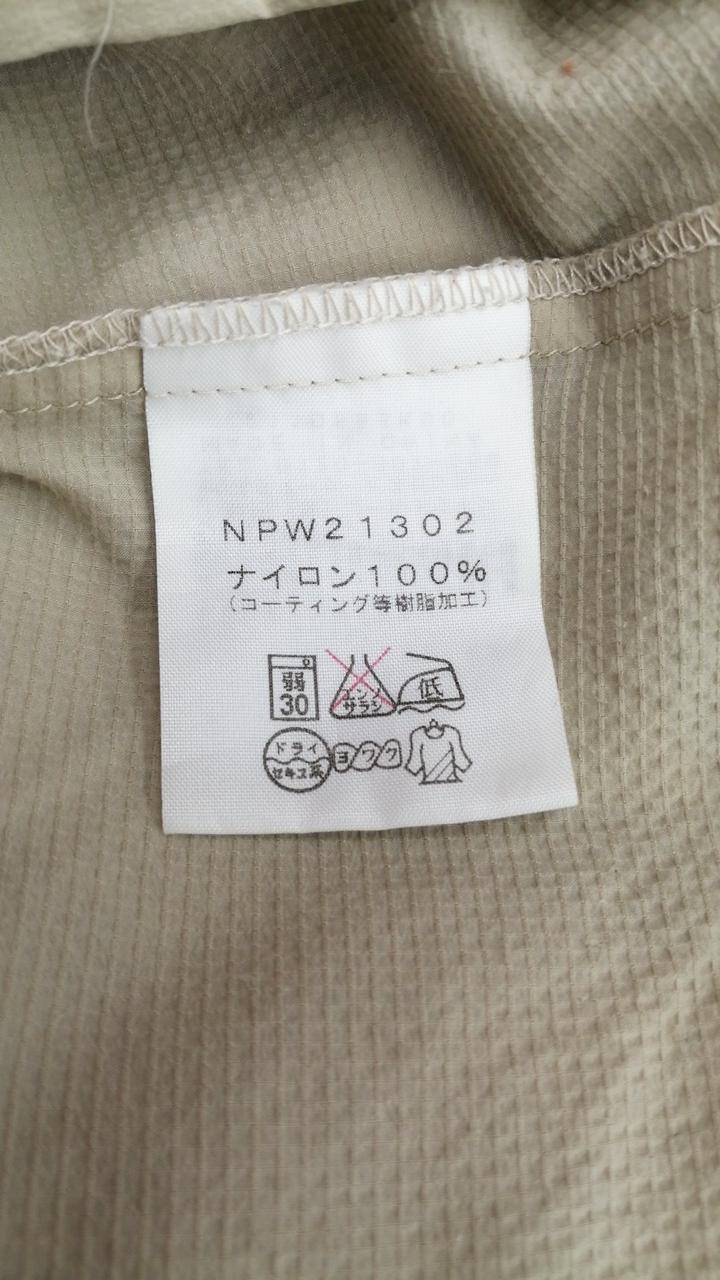 NPW21302
ナイロン100%
(コーティング等樹脂加工)
弱 30 エンソ サラシ 低
ドライ セキユ系 ヨワク